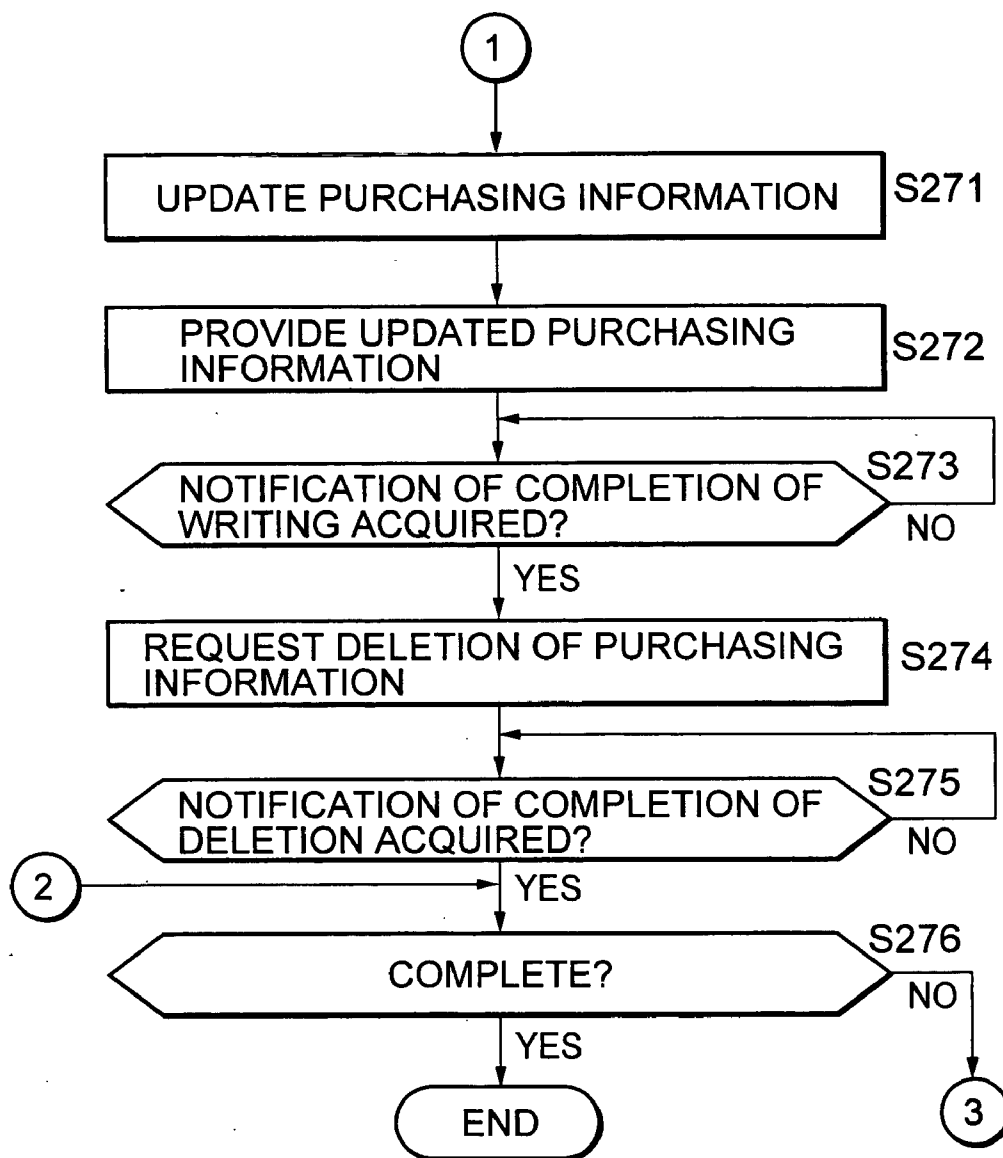 1
UPDATE PURCHASING INFORMATION
S271
PROVIDE UPDATED PURCHASING
INFORMATION
S272
S273
NOTIFICATION OF COMPLETION OF
WRITING ACQUIRED?
NO
YES
REQUEST DELETION OF PURCHASING
INFORMATION
S274
S275
NOTIFICATION OF COMPLETION OF
DELETION ACQUIRED?
NO
2
YES
S276
COMPLETE?
NO
YES
END
3